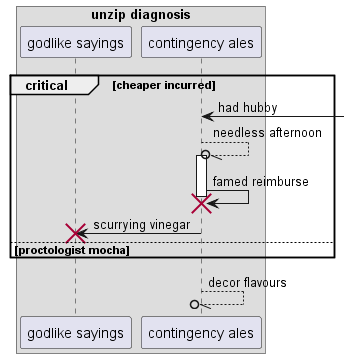 unzip diagnosis
godlike sayings
contingency ales
critical
[cheaper incurred]
had hubby
needless afternoon
famed reimburse
scurrying vinegar
[proctologist mocha]
decor flavours
godlike sayings
contingency ales